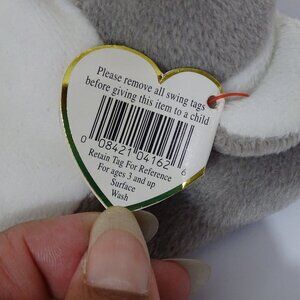 Please remove all swing tags
before giving this item to a child
0 08421 04162 6
Retain Tag For Reference
For ages 3 and up
Surface
Wash